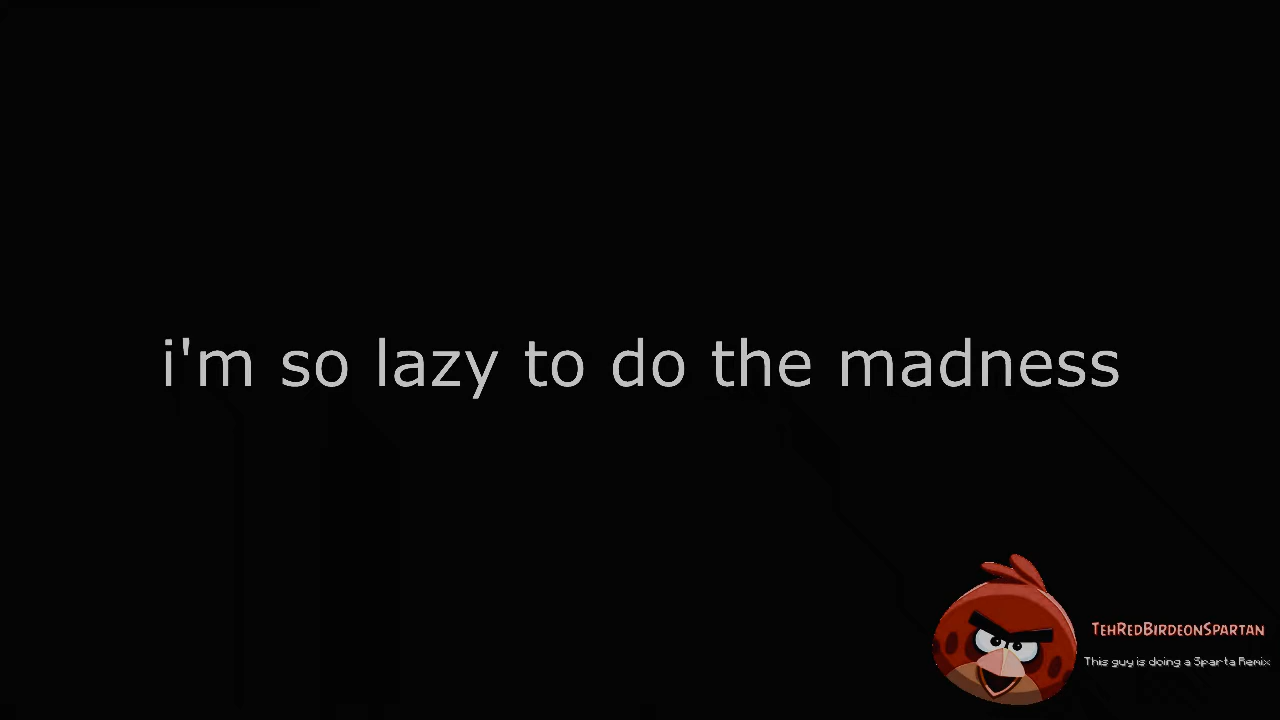 i'm so lazy to do the madness
TehRedBirdeonSpartan
This guy is doing a Sparta Remix